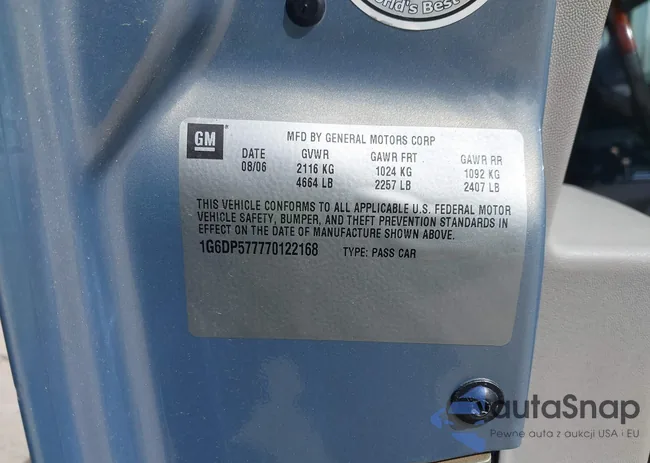 World's Best
GM
MFD BY GENERAL MOTORS CORP
DATE GVWR GAWR FRT GAWR RR
08/06 2116 KG 1024 KG 1092 KG
4664 LB 2257 LB 2407 LB
THIS VEHICLE CONFORMS TO ALL APPLICABLE U.S. FEDERAL MOTOR
VEHICLE SAFETY, BUMPER, AND THEFT PREVENTION STANDARDS IN
EFFECT ON THE DATE OF MANUFACTURE SHOWN ABOVE.
1G6DP577770122168 TYPE: PASS CAR
autaSnap
Pewne auta z aukcji USA i EU